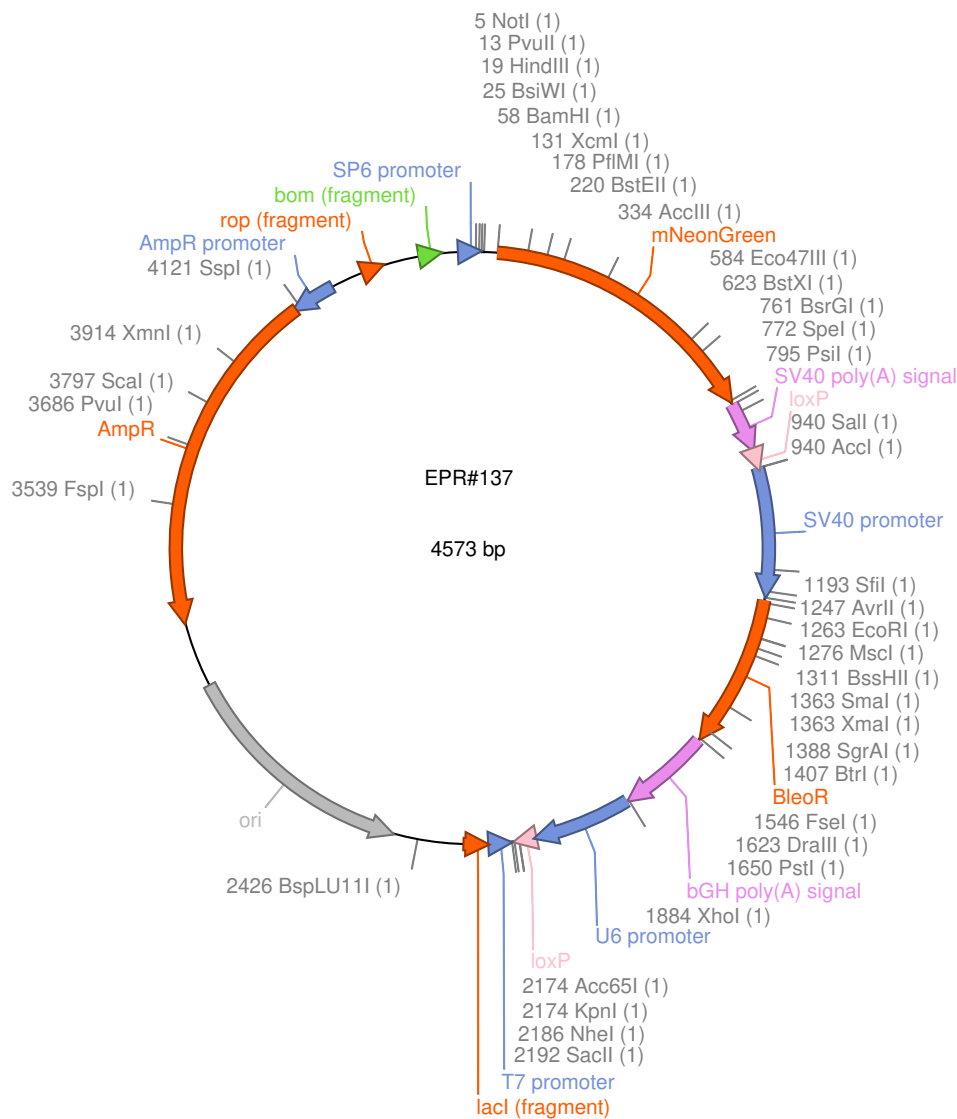 5 NotI (1)
13 PvuII (1)
19 HindIII (1)
25 BsiWI (1)
58 BamHI (1)
131 XcmI (1)
178 PflMI (1)
220 BstEII (1)
334 AccIII (1)
mNeonGreen
584 Eco47III (1)
623 BstXI (1)
761 BsrGI (1)
772 SpeI (1)
795 PsiI (1)
SV40 poly(A) signal
loxP
940 SalI (1)
940 AccI (1)
SV40 promoter
1193 SfiI (1)
1247 AvrII (1)
1263 EcoRI (1)
1276 MscI (1)
1311 BssHII (1)
1363 SmaI (1)
1363 XmaI (1)
1388 SgrAI (1)
1407 BtrI (1)
BleoR
1546 FseI (1)
1623 DraIII (1)
1650 PstI (1)
bGH poly(A) signal
1884 XhoI (1)
U6 promoter
loxP
2174 Acc65I (1)
2174 KpnI (1)
2186 NheI (1)
2192 SacII (1)
T7 promoter
lacI (fragment)
2426 BspLU11I (1)
ori
3539 FspI (1)
AmpR
3686 PvuI (1)
3797 ScaI (1)
3914 XmnI (1)
4121 SspI (1)
AmpR promoter
rop (fragment)
bom (fragment)
SP6 promoter
EPR#137
4573 bp